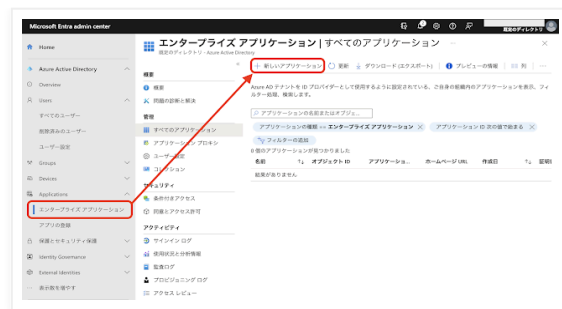 Microsoft Entra admin center
既定のディレクトリ
Home
Azure Active Directory
Overview
Users
すべてのユーザー
削除済みのユーザー
ユーザー設定
Groups
Devices
Applications
エンタープライズ アプリケーション
アプリの登録
保護とセキュリティ保護
Identity Governance
External Identities
表示数を増やす
エンタープライズ アプリケーション | すべてのアプリケーション
既定のディレクトリ - Azure Active Directory
概要
概要
問題の診断と解決
管理
すべてのアプリケーション
アプリケーション プロキシ
ユーザー設定
コレクション
セキュリティ
条件付きアクセス
同意とアクセス許可
アクティビティ
サインイン ログ
使用状況と分析情報
監査ログ
プロビジョニング ログ
アクセス レビュー
+ 新しいアプリケーション 更新 ダウンロード (エクスポート) プレビューの情報 列
Azure AD テナントを ID プロバイダーとして使用するように設定されている、ご自身の組織内のアプリケーションを表示、フィルター処理、検索します。
アプリケーションの名前またはオブジェ...
アプリケーションの種類 == エンタープライズ アプリケーション アプリケーション ID 次の値で始まる
フィルターの追加
0 個のアプリケーションが見つかりました
名前 オブジェクト ID アプリケーショ... ホームページ URL 作成日 証明
結果がありません